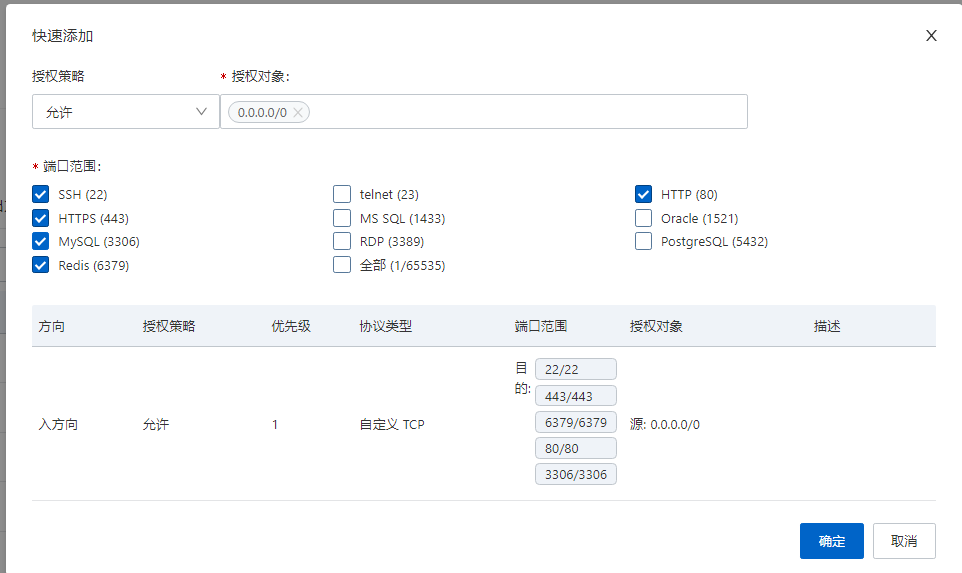 快速添加
授权策略 * 授权对象:
允许 0.0.0.0/0
* 端口范围:
SSH (22) telnet (23) HTTP (80)
HTTPS (443) MS SQL (1433) Oracle (1521)
MySQL (3306) RDP (3389) PostgreSQL (5432)
Redis (6379) 全部 (1/65535)
方向 授权策略 优先级 协议类型 端口范围 授权对象 描述
入方向 允许 1 自定义 TCP 目的: 22/22 源: 0.0.0.0/0
443/443
6379/6379
80/80
3306/3306
确定 取消